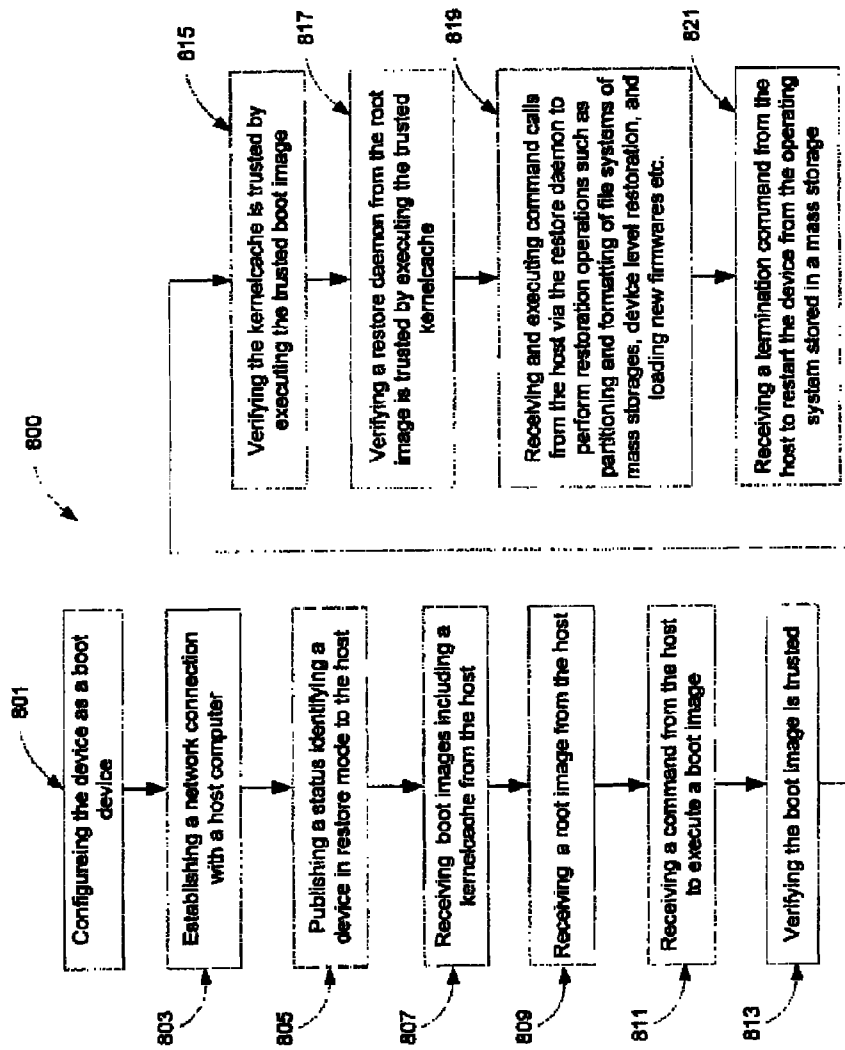 800
801
Configureing the device as a boot
device
803
Establishing a network connection
with a host computer
805
Publishing a status identifying a
device in restore mode to the host
807
Receiving boot images including a
kernelcache from the host
809
Receiving a root image from the host
811
Receiving a command from the host
to execute a boot image
813
Verifying the boot image is trusted
815
Verifying the kernelcache is trusted by
executing the trusted boot image
817
Verifying a restore daemon from the root
image is trusted by executing the trusted
kernelcache
819
Receiving and executing command calls
from the host via the restore daemon to
perform restoration operations such as
partitioning and formatting of file systems of
mass storages, device level restoration, and
loading new firmwares etc.
821
Receiving a termination command from the
host to restart the device from the operating
system stored in a mass storage